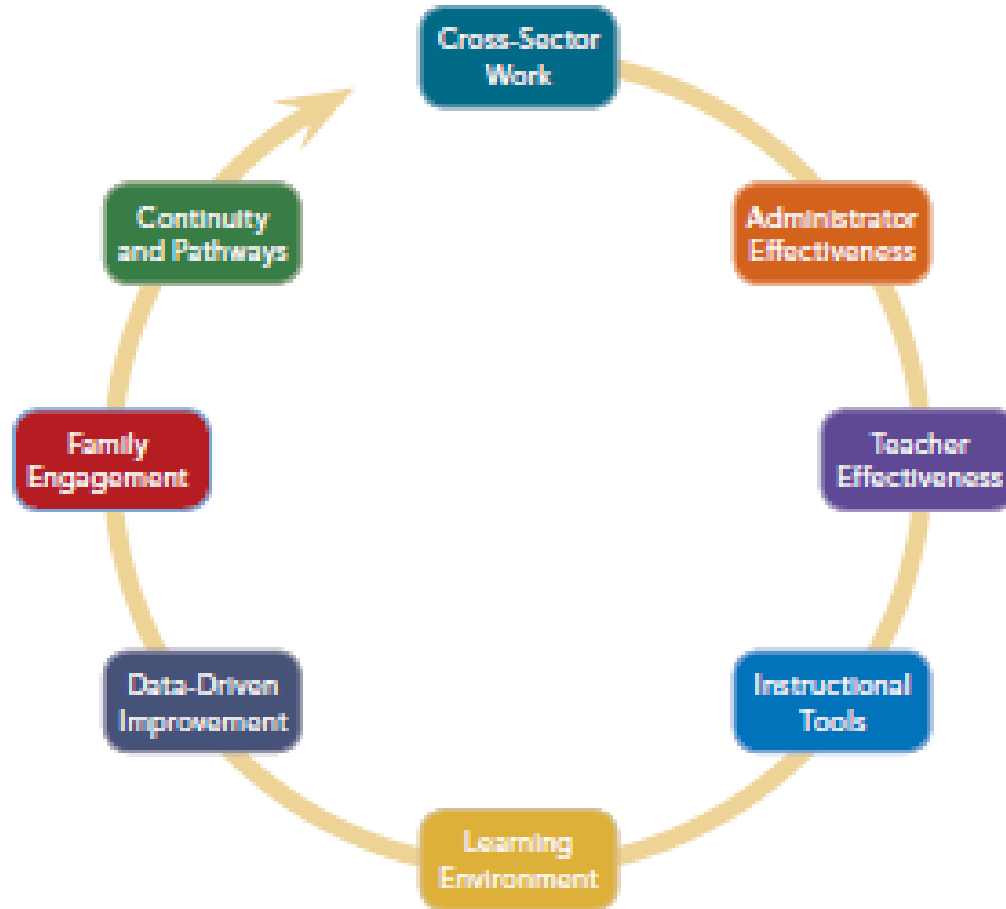 Cross-Sector
Work
Administrator
Effectiveness
Teacher
Effectiveness
Instructional
Tools
Learning
Environment
Data-Driven
Improvement
Family
Engagement
Continuity
and Pathways